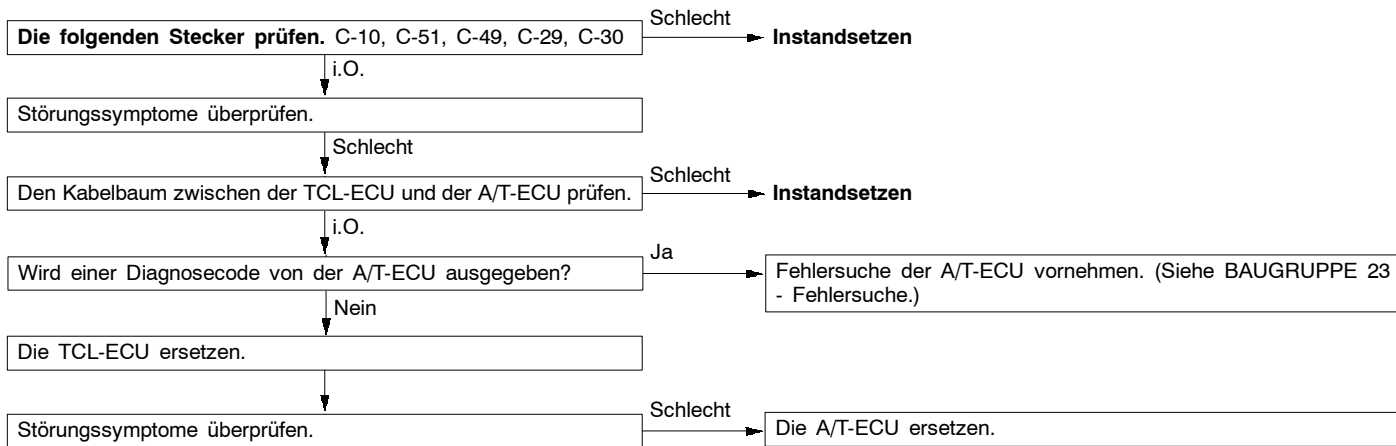 Schlecht
Die folgenden Stecker prüfen. C-10, C-51, C-49, C-29, C-30
Instandsetzen
i.O.
Störungssymptome überprüfen.
Schlecht
Schlecht
Den Kabelbaum zwischen der TCL-ECU und der A/T-ECU prüfen.
Instandsetzen
i.O.
Ja
Wird einer Diagnosecode von der A/T-ECU ausgegeben?
Fehlersuche der A/T-ECU vornehmen. (Siehe BAUGRUPPE 23
- Fehlersuche.)
Nein
Die TCL-ECU ersetzen.
Schlecht
Störungssymptome überprüfen.
Die A/T-ECU ersetzen.